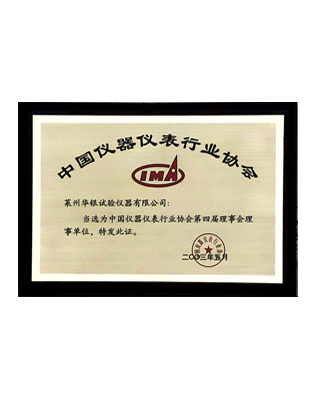 中国仪器仪表行业协会
IMA
莱州华银试验仪器有限公司:
当选为中国仪器仪表行业协会第四届理事会理
事单位，特发此证。
二〇〇三年五月